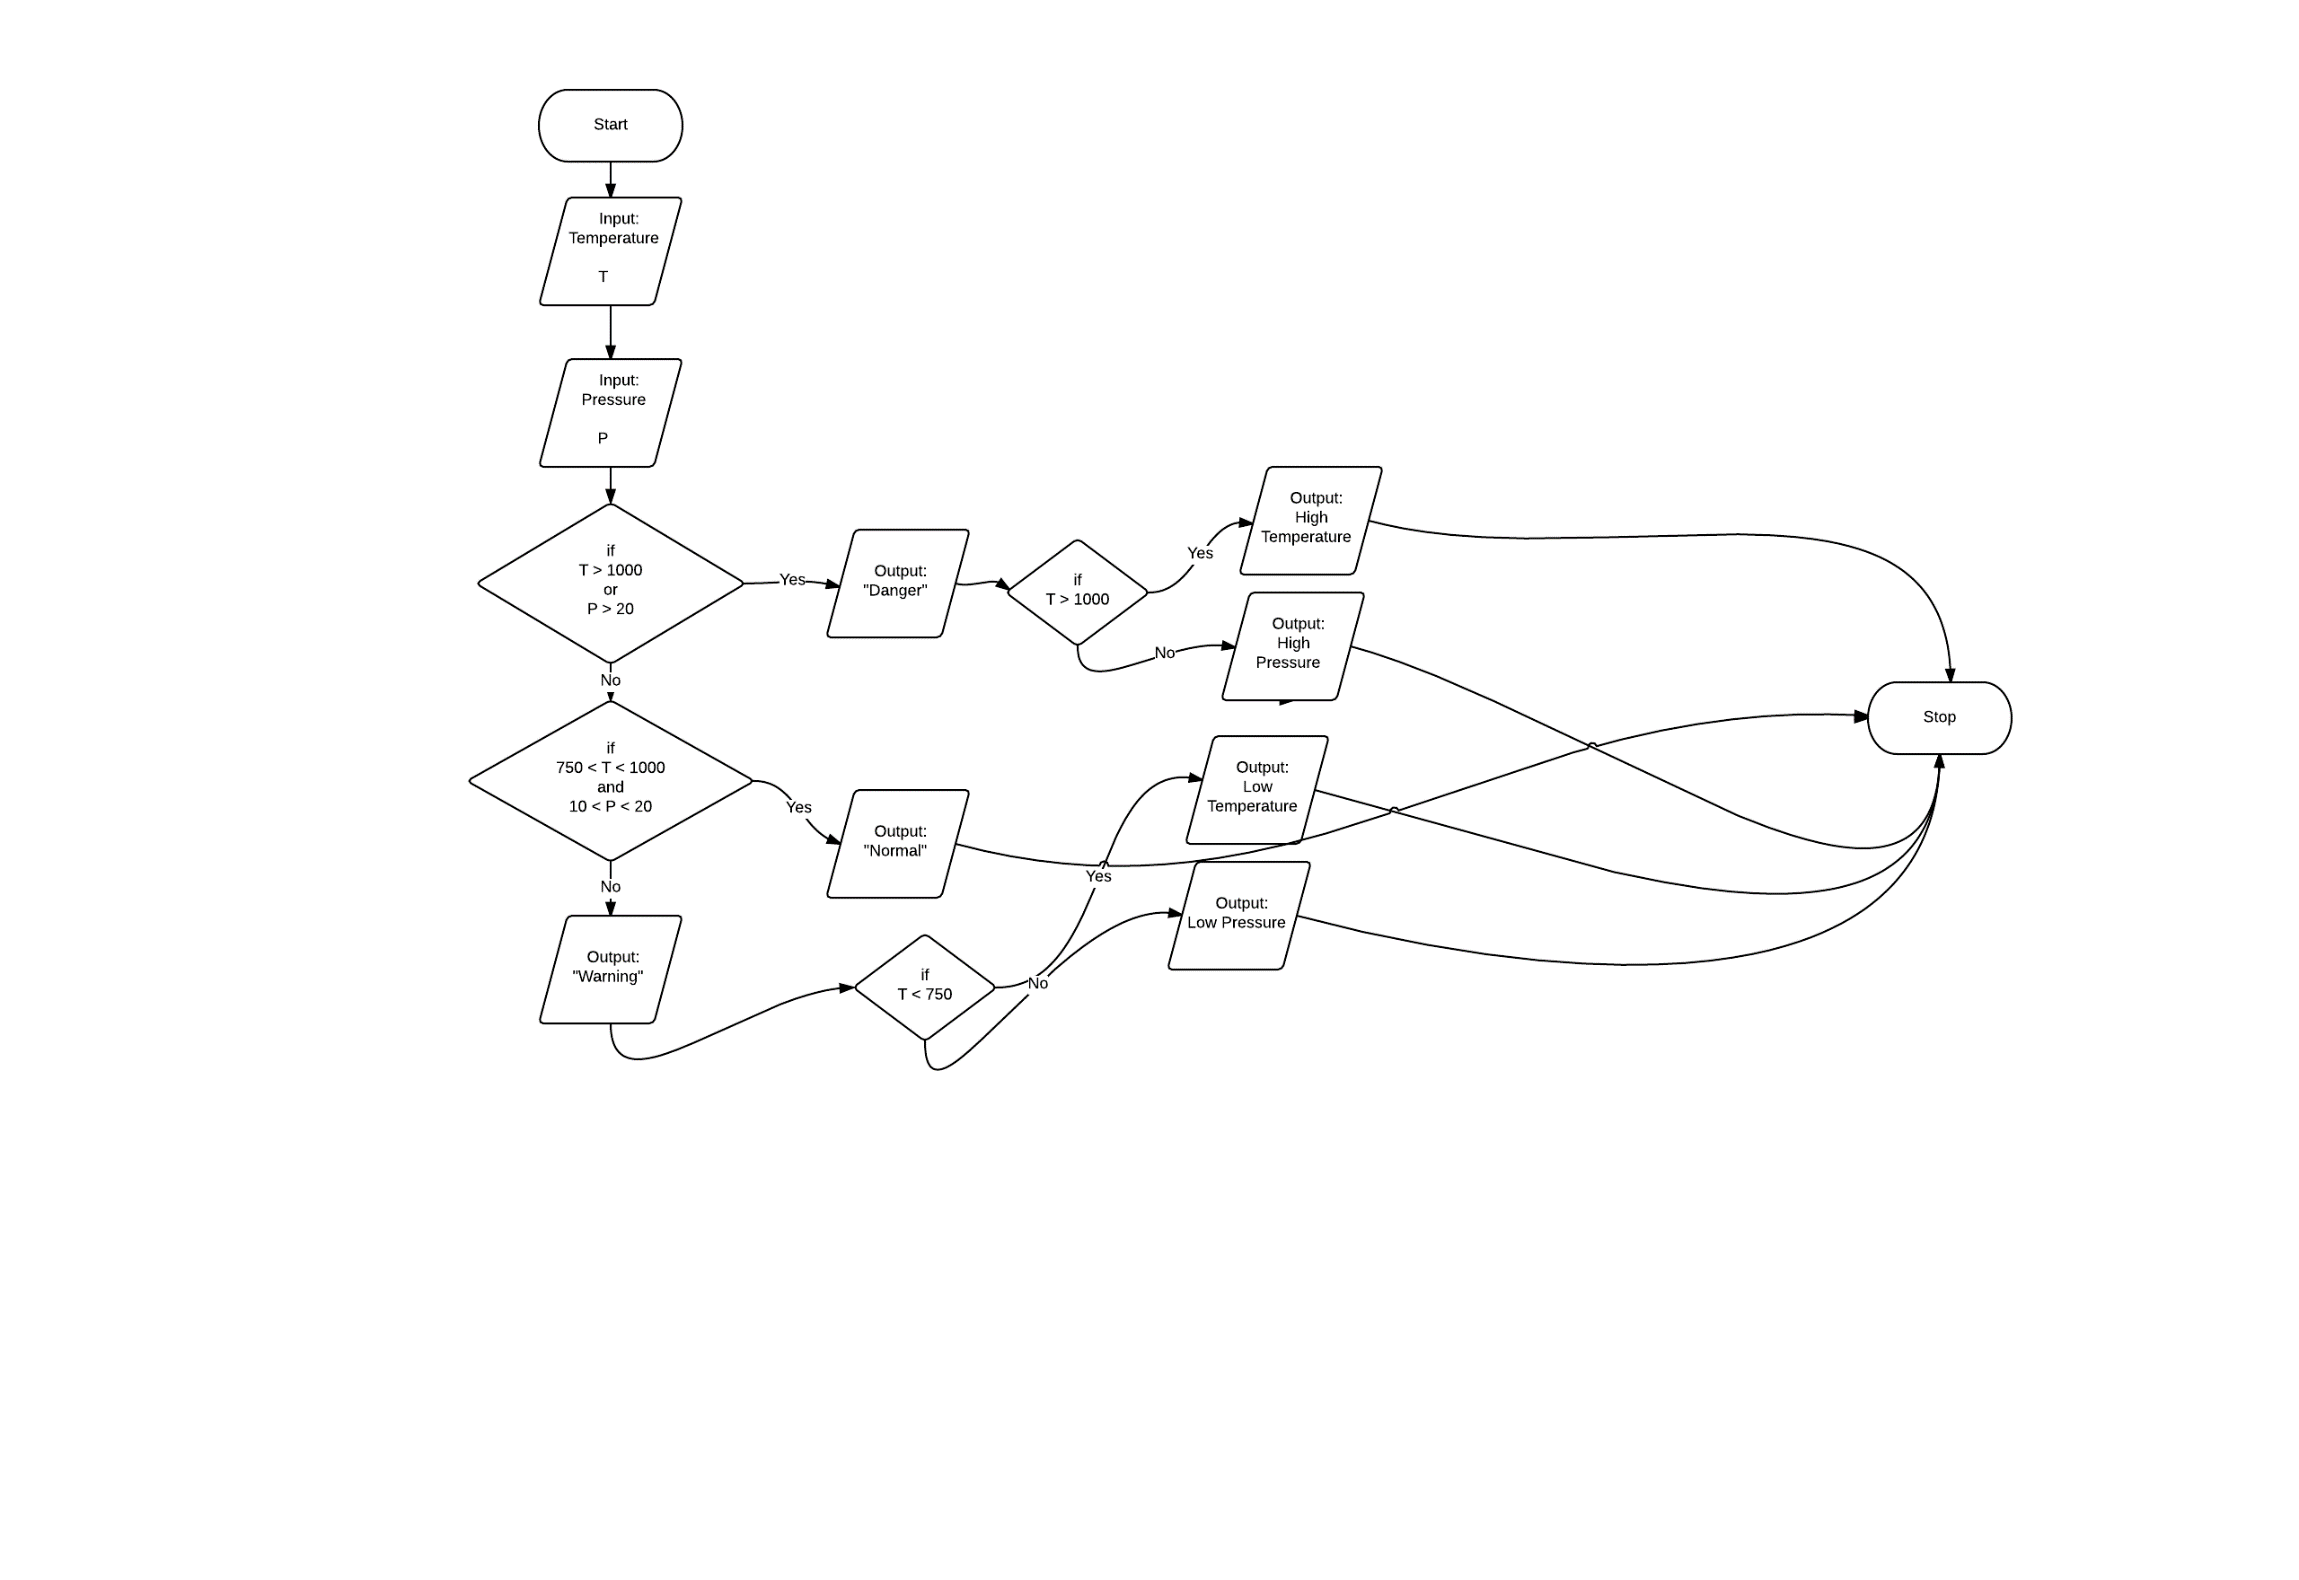 Start
Input:
Temperature
T
Input:
Pressure
P
if
T > 1000
or
P > 20
Yes
Output:
"Danger"
if
T > 1000
Yes
Output:
High
Temperature
No
Output:
High
Pressure
No
if
750 < T < 1000
and
10 < P < 20
Yes
Output:
"Normal"
Stop
No
Output:
"Warning"
if
T < 750
Yes
Output:
Low
Temperature
No
Output:
Low Pressure